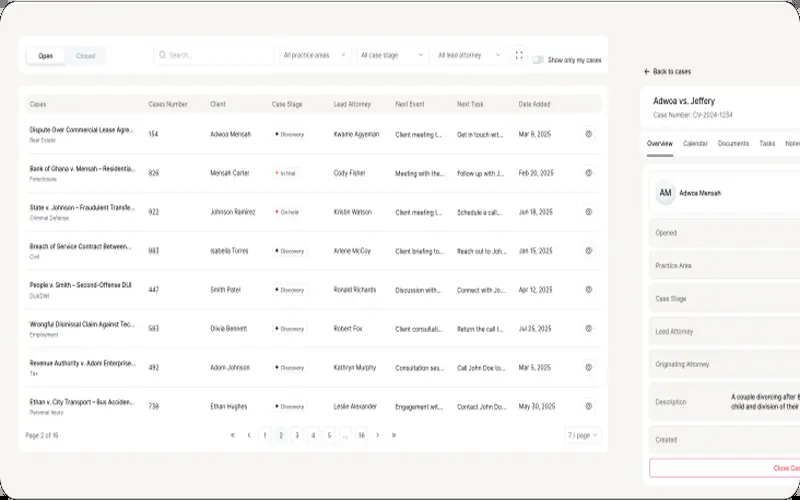 Open Closed Search... All practice areas All case stage All lead attorney Show only my cases
Cases Cases Number Client Case Stage Lead Attorney Next Event Next Task Date Added
Dispute Over Commercial Lease Agre... 154 Adwoa Mensah Discovery Kwame Agyeman Client meeting t... Get in touch wit... Mar 9, 2025
Real Estate
Bank of Ghana v. Mensah – Residentia... 826 Mensah Carter In trial Cody Fisher Meeting with the... Follow up with J... Feb 20, 2025
Foreclosure
State v. Johnson – Fraudulent Transfe... 922 Johnson Ramirez On hold Kristin Watson Client meeting t... Schedule a call... Jun 18, 2025
Criminal Defense
Breach of Service Contract Between... 883 Isabella Torres Discovery Arlene McCoy Client briefing to... Reach out to Joh... Jan 15, 2025
Civil
People v. Smith – Second-Offense DUI 447 Smith Patel Discovery Ronald Richards Discussion with... Connect with Jo... Apr 12, 2025
DUI/DWI
Wrongful Dismissal Claim Against Tec... 583 Olivia Bennett Discovery Robert Fox Client consultati... Return the call t... Jul 25, 2025
Employment
Revenue Authority v. Adom Enterprise... 492 Adom Johnson Discovery Kathryn Murphy Consultation ses... Call John Doe to... Mar 5, 2025
Tax
Ethan v. City Transport – Bus Acciden... 738 Ethan Hughes Discovery Leslie Alexander Engagement wit... Contact John Do... May 30, 2025
Personal Injury
Page 2 of 16 « ‹ 1 2 3 4 5 ... 16 › » 7 / page
← Back to cases
Adwoa vs. Jeffery
Case Number: CV-2024-1234
Overview Calendar Documents Tasks Notes
AM Adwoa Mensah
Opened
Practice Area
Case Stage
Lead Attorney
Originating Attorney
Description A couple divorcing after 8
child and division of their
Created
Close Cas